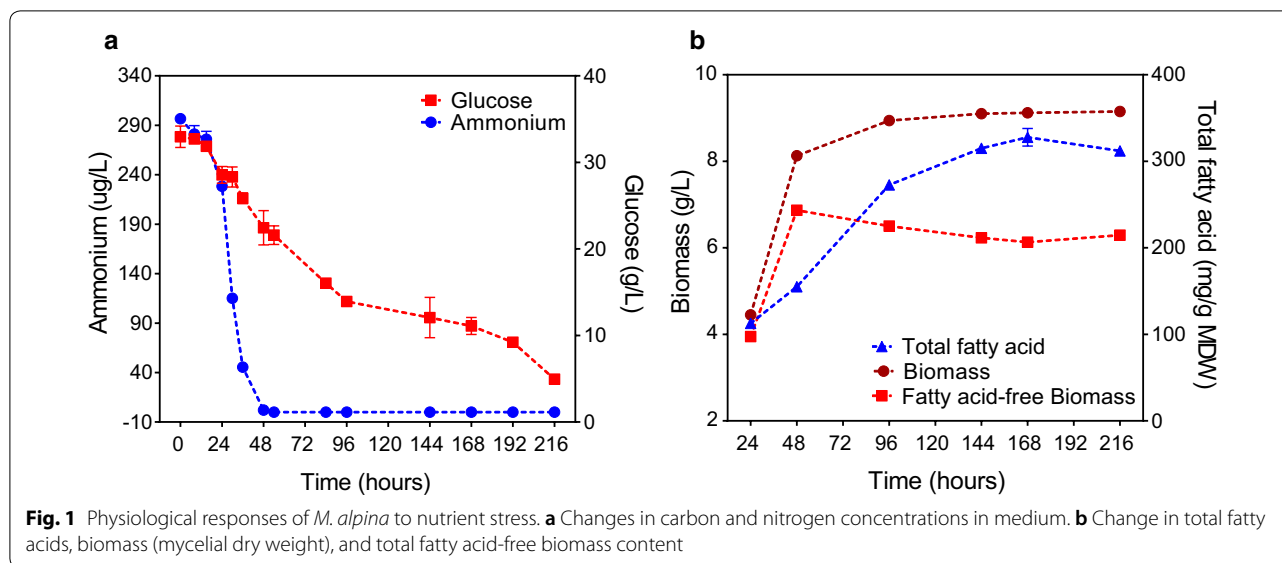 a
b
340
290
240
190
140
90
40
-10
Ammonium (ug/L)
40
30
20
10
0
Glucose (g/L)
Glucose
Ammonium
0 24 48 72 96 120 144 168 192 216
Time (hours)
10
8
6
4
2
Biomass (g/L)
400
300
200
100
0
Total fatty acid (mg/g MDW)
Total fatty acid
Biomass
Fatty acid-free Biomass
24 48 72 96 120 144 168 192 216
Time (hours)
Fig. 1 Physiological responses of M. alpina to nutrient stress. a Changes in carbon and nitrogen concentrations in medium. b Change in total fatty
acids, biomass (mycelial dry weight), and total fatty acid-free biomass content